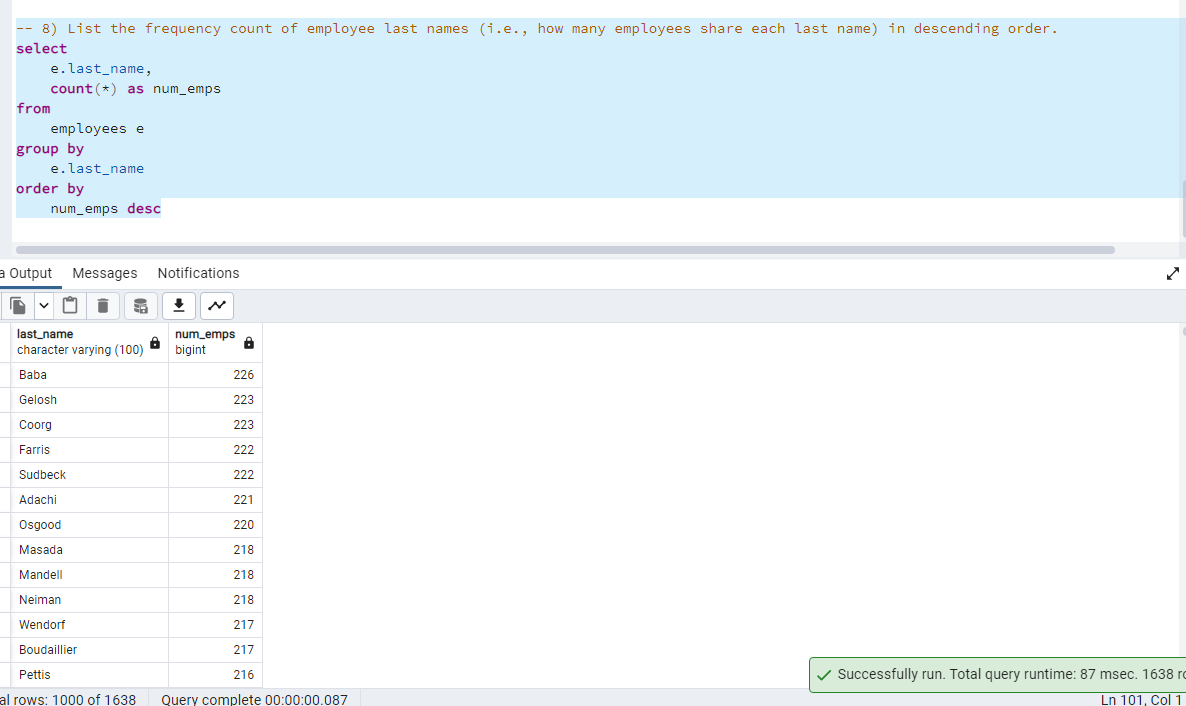 -- 8) List the frequency count of employee last names (i.e., how many employees share each last name) in descending order.
select
e.last_name,
count(*) as num_emps
from
employees e
group by
e.last_name
order by
num_emps desc
a Output Messages Notifications
last_name num_emps
character varying (100) bigint
Baba 226
Gelosh 223
Coorg 223
Farris 222
Sudbeck 222
Adachi 221
Osgood 220
Masada 218
Mandell 218
Neiman 218
Wendorf 217
Boudaillier 217
Pettis 216
Successfully run. Total query runtime: 87 msec. 1638 ro
al rows: 1000 of 1638 Query complete 00:00:00.087 Ln 101, Col 1